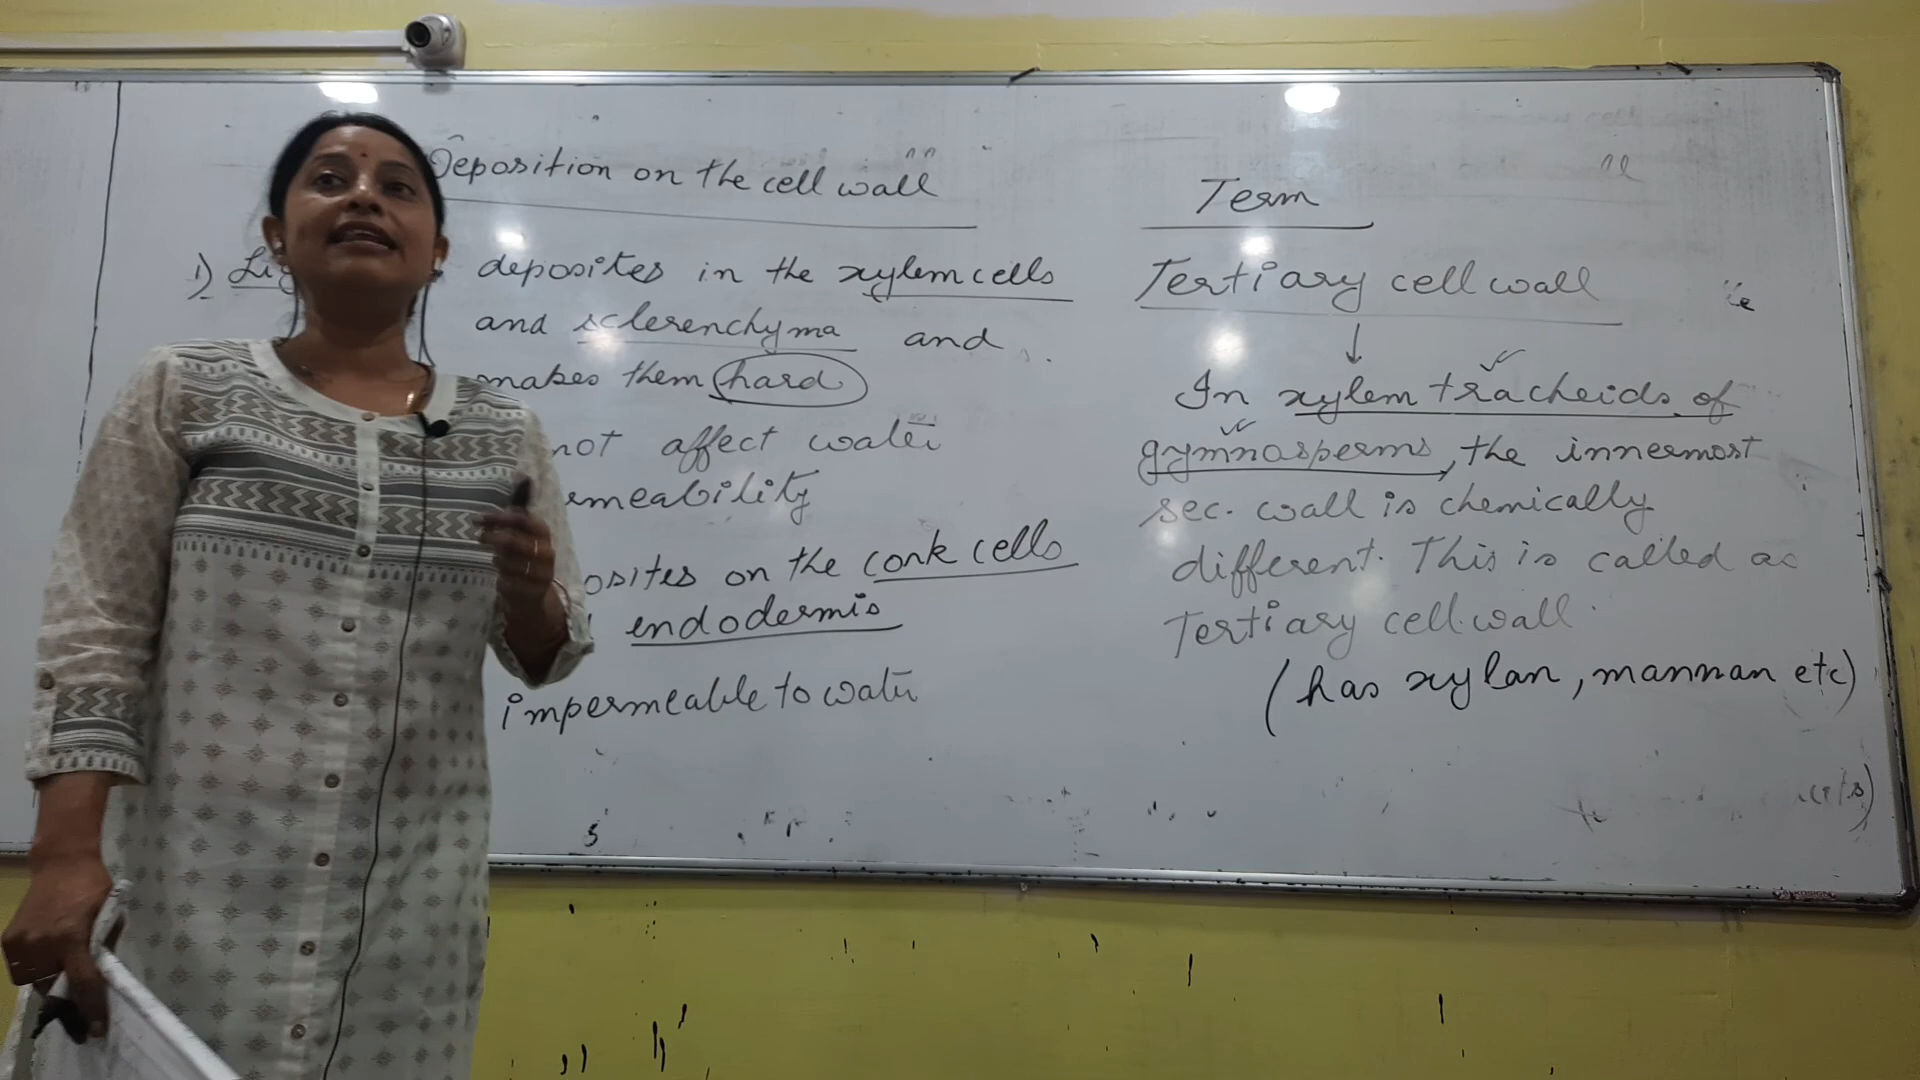 Deposition on the cell wall
1) Lig deposites in the xylem cells
and sclerenchyma and
makes them hard
not affect water
meability
osites on the cork cells
endodermis
impermeable to water
Term
Tertiary cell wall
In xylem tracheids of
gymnosperms, the innermost
sec. wall is chemically
different. This is called as
Tertiary cell wall.
(has xylan, mannan etc)